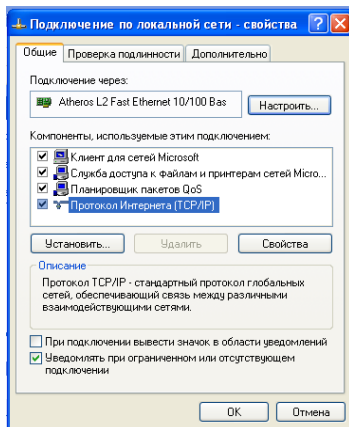 Подключение по локальной сети - свойства
Общие Проверка подлинности Дополнительно
Подключение через:
Atheros L2 Fast Ethernet 10/100 Bas Настроить...
Компоненты, используемые этим подключением:
Клиент для сетей Microsoft
Служба доступа к файлам и принтерам сетей Micro...
Планировщик пакетов QoS
Протокол Интернета (TCP/IP)
Установить... Удалить Свойства
Описание
Протокол TCP/IP - стандартный протокол глобальных
сетей, обеспечивающий связь между различными
взаимодействующими сетями.
При подключении вывести значок в области уведомлений
Уведомлять при ограниченном или отсутствующем
подключении
OK Отмена